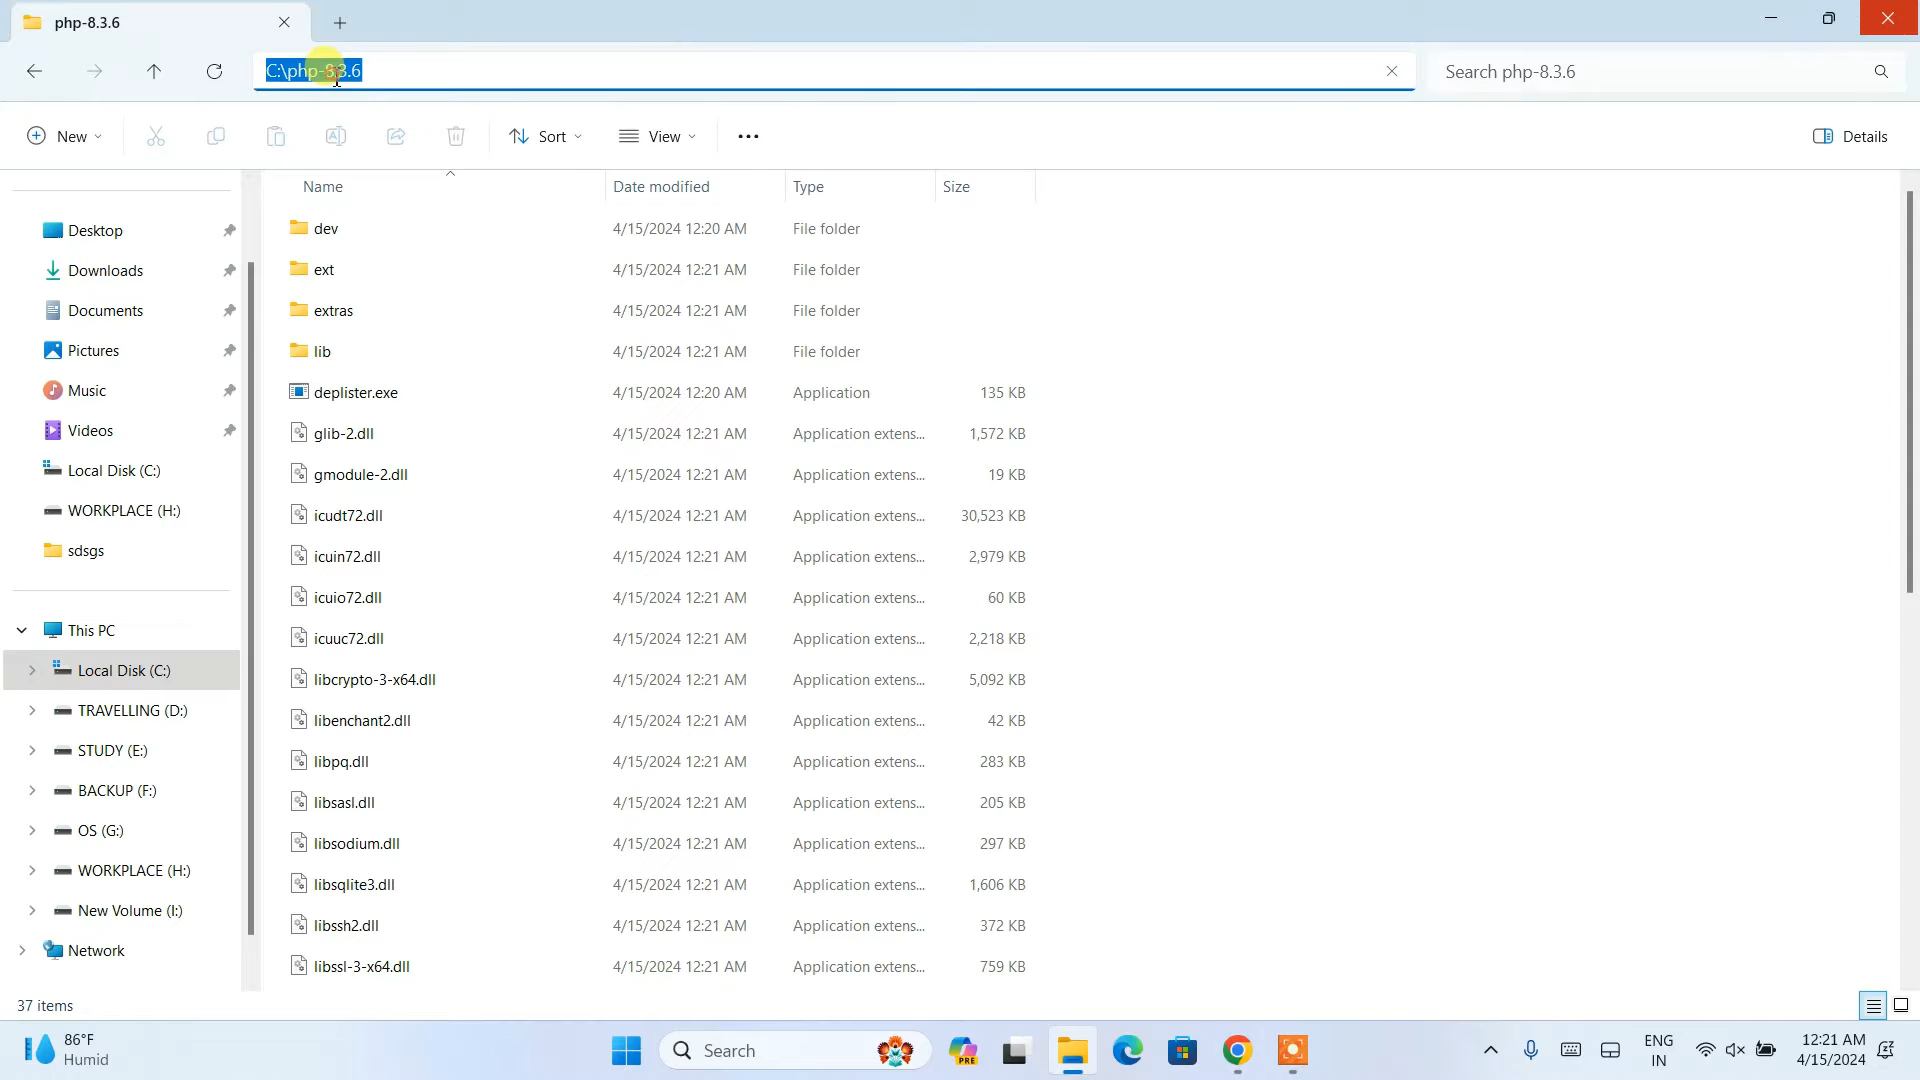 php-8.3.6
C:\php-8.3.6
Search php-8.3.6
New
Sort
View
Details
Name
Date modified
Type
Size
Desktop
Downloads
Documents
Pictures
Music
Videos
Local Disk (C:)
WORKPLACE (H:)
sdsgs
This PC
Local Disk (C:)
TRAVELLING (D:)
STUDY (E:)
BACKUP (F:)
OS (G:)
WORKPLACE (H:)
New Volume (I:)
Network
dev 4/15/2024 12:20 AM File folder
ext 4/15/2024 12:21 AM File folder
extras 4/15/2024 12:21 AM File folder
lib 4/15/2024 12:21 AM File folder
deplister.exe 4/15/2024 12:20 AM Application 135 KB
glib-2.dll 4/15/2024 12:21 AM Application extens... 1,572 KB
gmodule-2.dll 4/15/2024 12:21 AM Application extens... 19 KB
icudt72.dll 4/15/2024 12:21 AM Application extens... 30,523 KB
icuin72.dll 4/15/2024 12:21 AM Application extens... 2,979 KB
icuio72.dll 4/15/2024 12:21 AM Application extens... 60 KB
icuuc72.dll 4/15/2024 12:21 AM Application extens... 2,218 KB
libcrypto-3-x64.dll 4/15/2024 12:21 AM Application extens... 5,092 KB
libenchant2.dll 4/15/2024 12:21 AM Application extens... 42 KB
libpq.dll 4/15/2024 12:21 AM Application extens... 283 KB
libsasl.dll 4/15/2024 12:21 AM Application extens... 205 KB
libsodium.dll 4/15/2024 12:21 AM Application extens... 297 KB
libsqlite3.dll 4/15/2024 12:21 AM Application extens... 1,606 KB
libssh2.dll 4/15/2024 12:21 AM Application extens... 372 KB
libssl-3-x64.dll 4/15/2024 12:21 AM Application extens... 759 KB
37 items
86°F
Humid
Search
PRE
ENG
IN
12:21 AM
4/15/2024